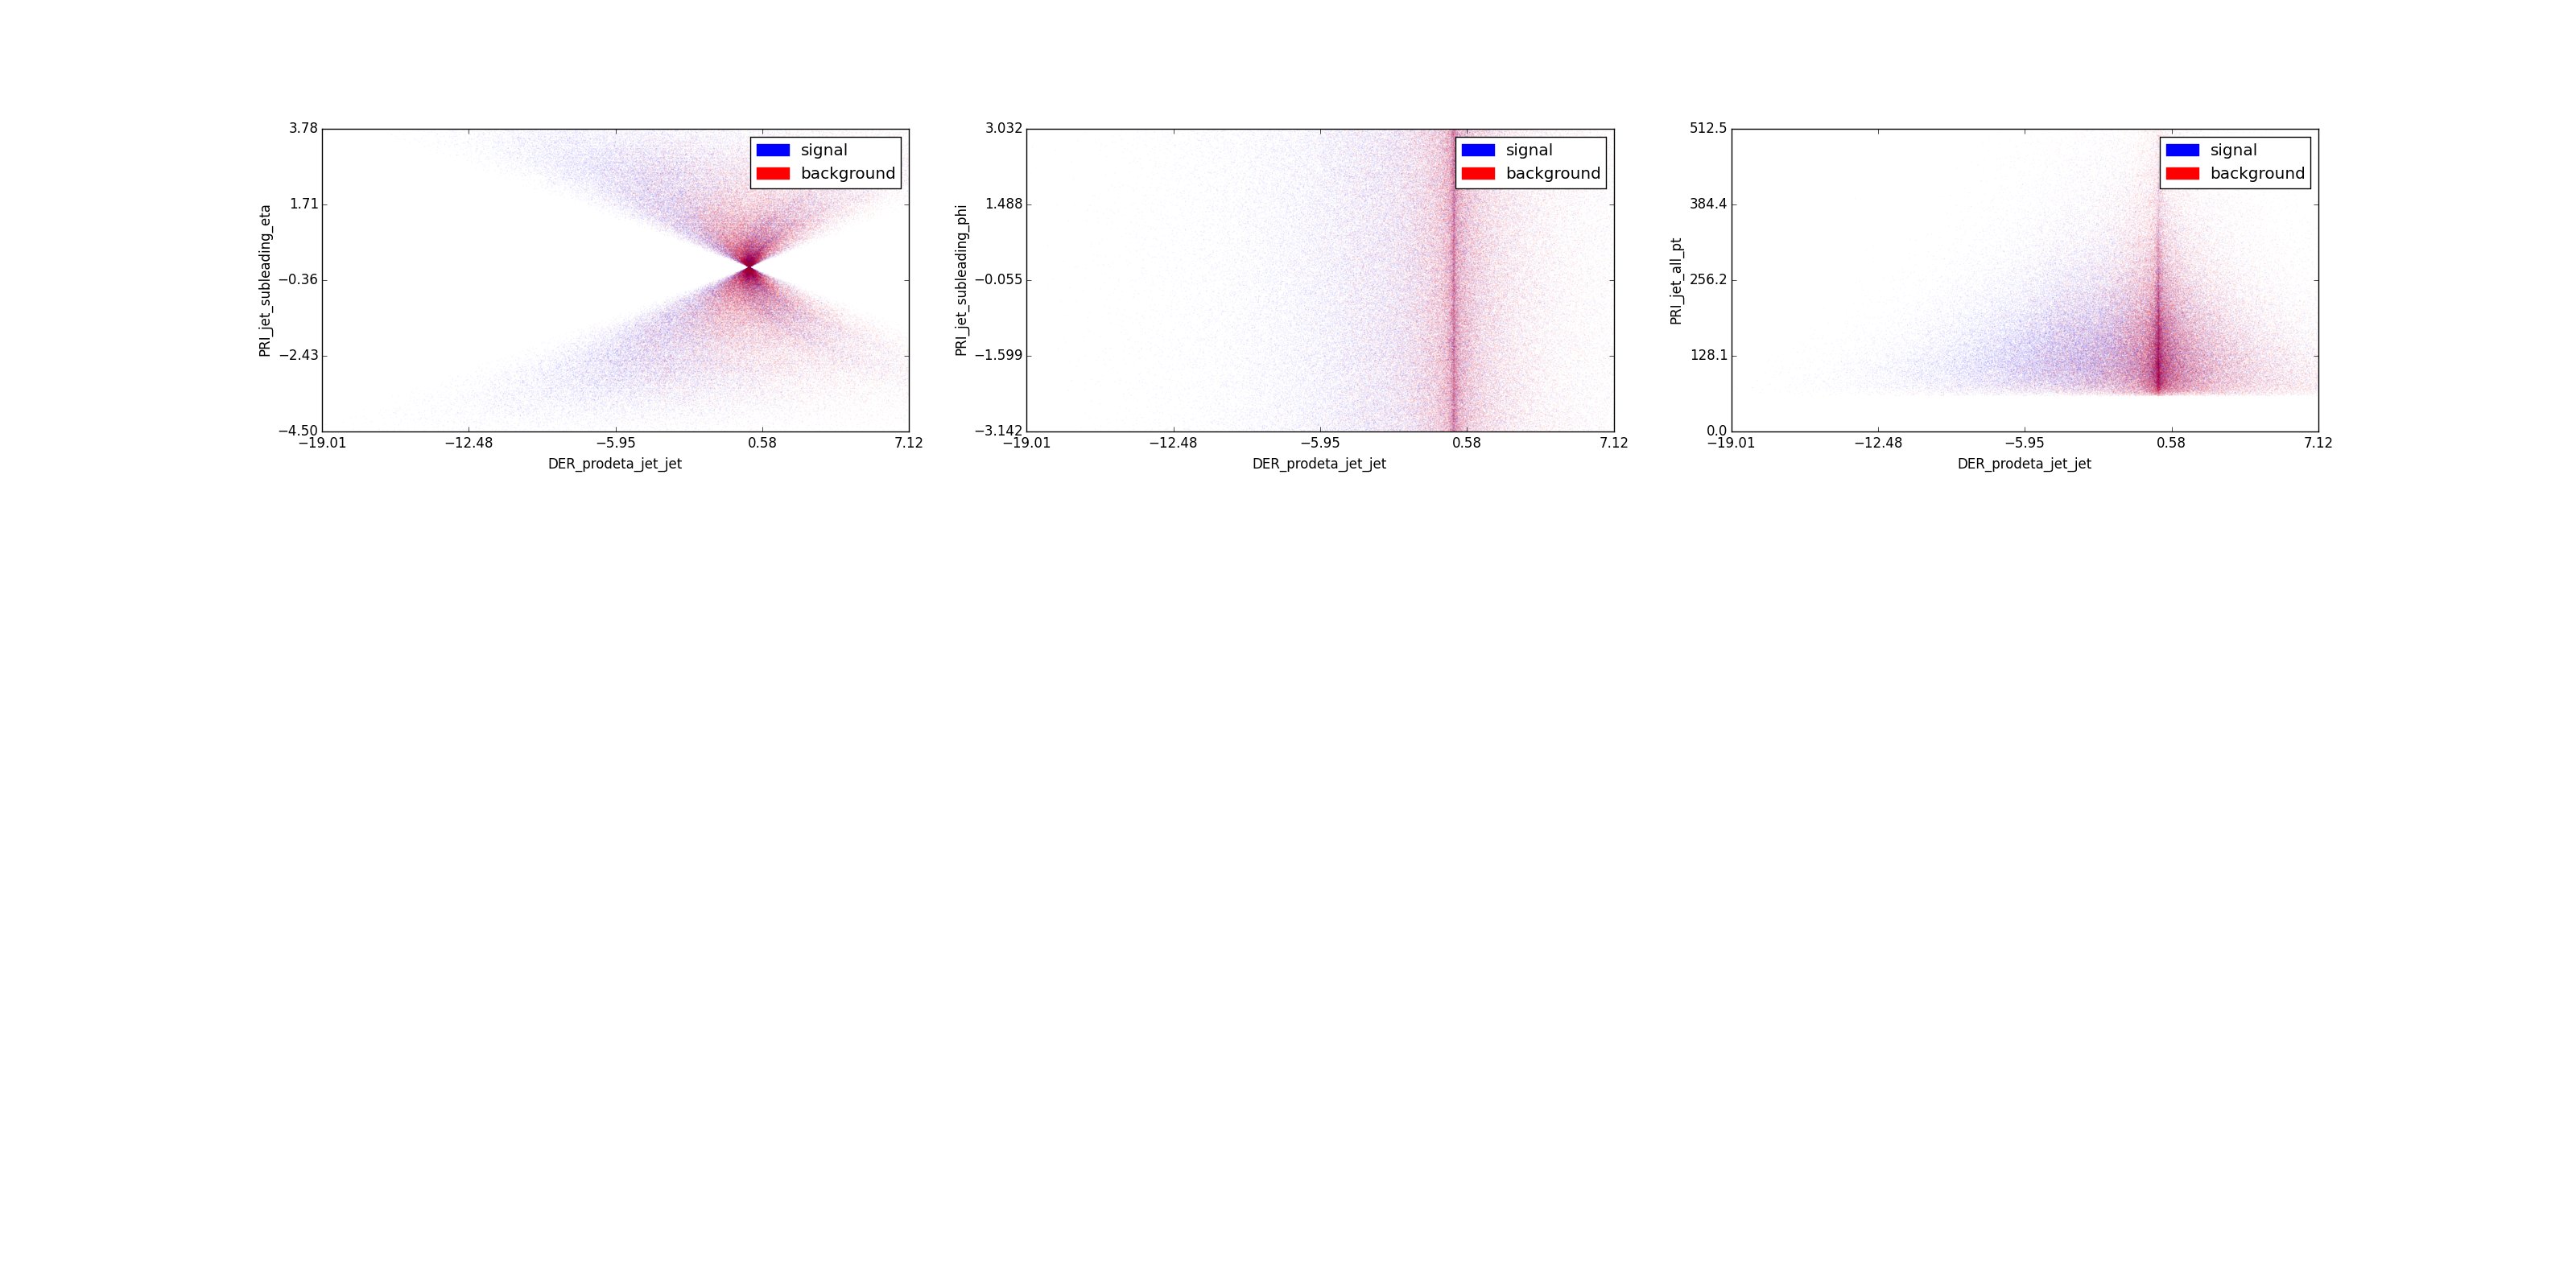 3.78
1.71
−0.36
−2.43
−4.50
−19.01 −12.48 −5.95 0.58 7.12
DER_prodeta_jet_jet
PRI_jet_subleading_eta
signal
background
3.032
1.488
−0.055
−1.599
−3.142
−19.01 −12.48 −5.95 0.58 7.12
DER_prodeta_jet_jet
PRI_jet_subleading_phi
signal
background
512.5
384.4
256.2
128.1
0.0
−19.01 −12.48 −5.95 0.58 7.12
DER_prodeta_jet_jet
PRI_jet_all_pt
signal
background